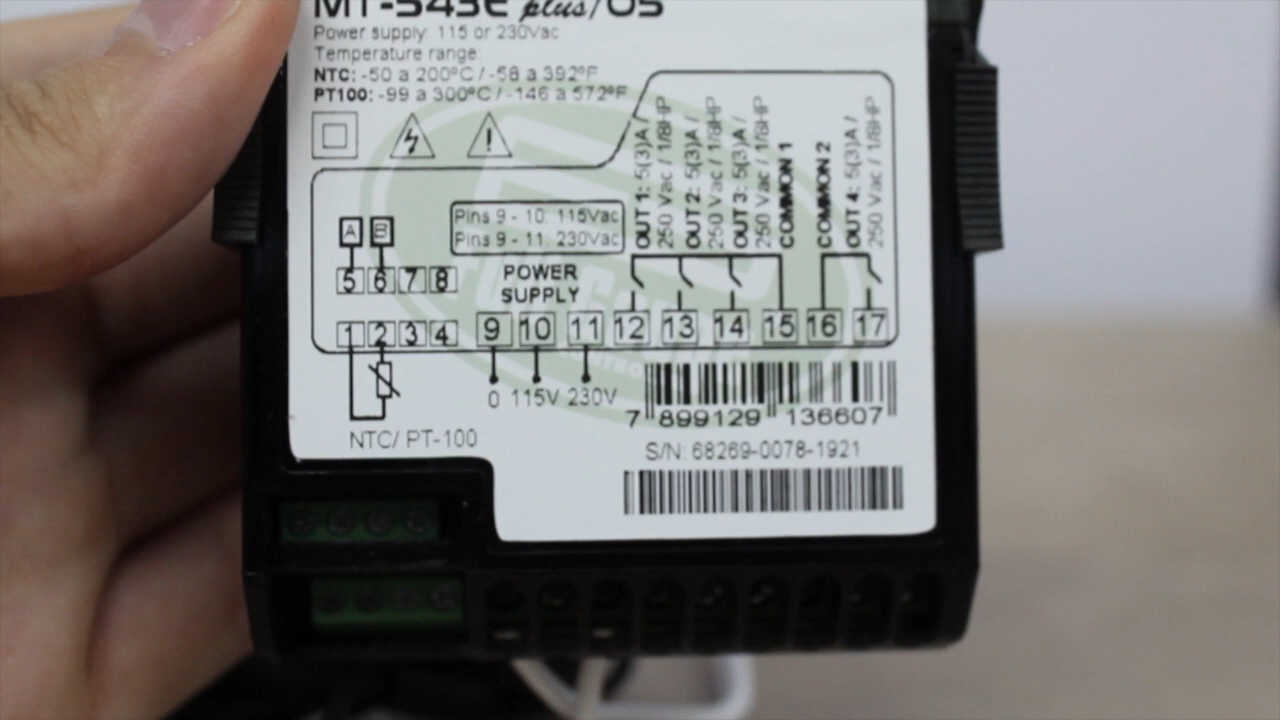 MT-543E plus/05
Power supply: 115 or 230Vac
Temperature range:
NTC: -50 a 200ºC / -58 a 392ºF
PT100: -99 a 300ºC / -146 a 572ºF
OUT 1: 5(3)A /
250 Vac / 1/8HP
OUT 2: 5(3)A /
250 Vac / 1/8HP
OUT 3: 5(3)A /
250 Vac / 1/8HP
COMMON 1
COMMON 2
OUT 4: 5(3)A /
250 Vac / 1/8HP
A B
Pins 9 - 10: 115Vac
Pins 9 - 11: 230Vac
5 6 7 8
POWER
SUPPLY
1 2 3 4 9 10 11 12 13 14 15 16 17
0 115V 230V
NTC/ PT-100
7 899129 136607
S/N: 68269-0078-1921